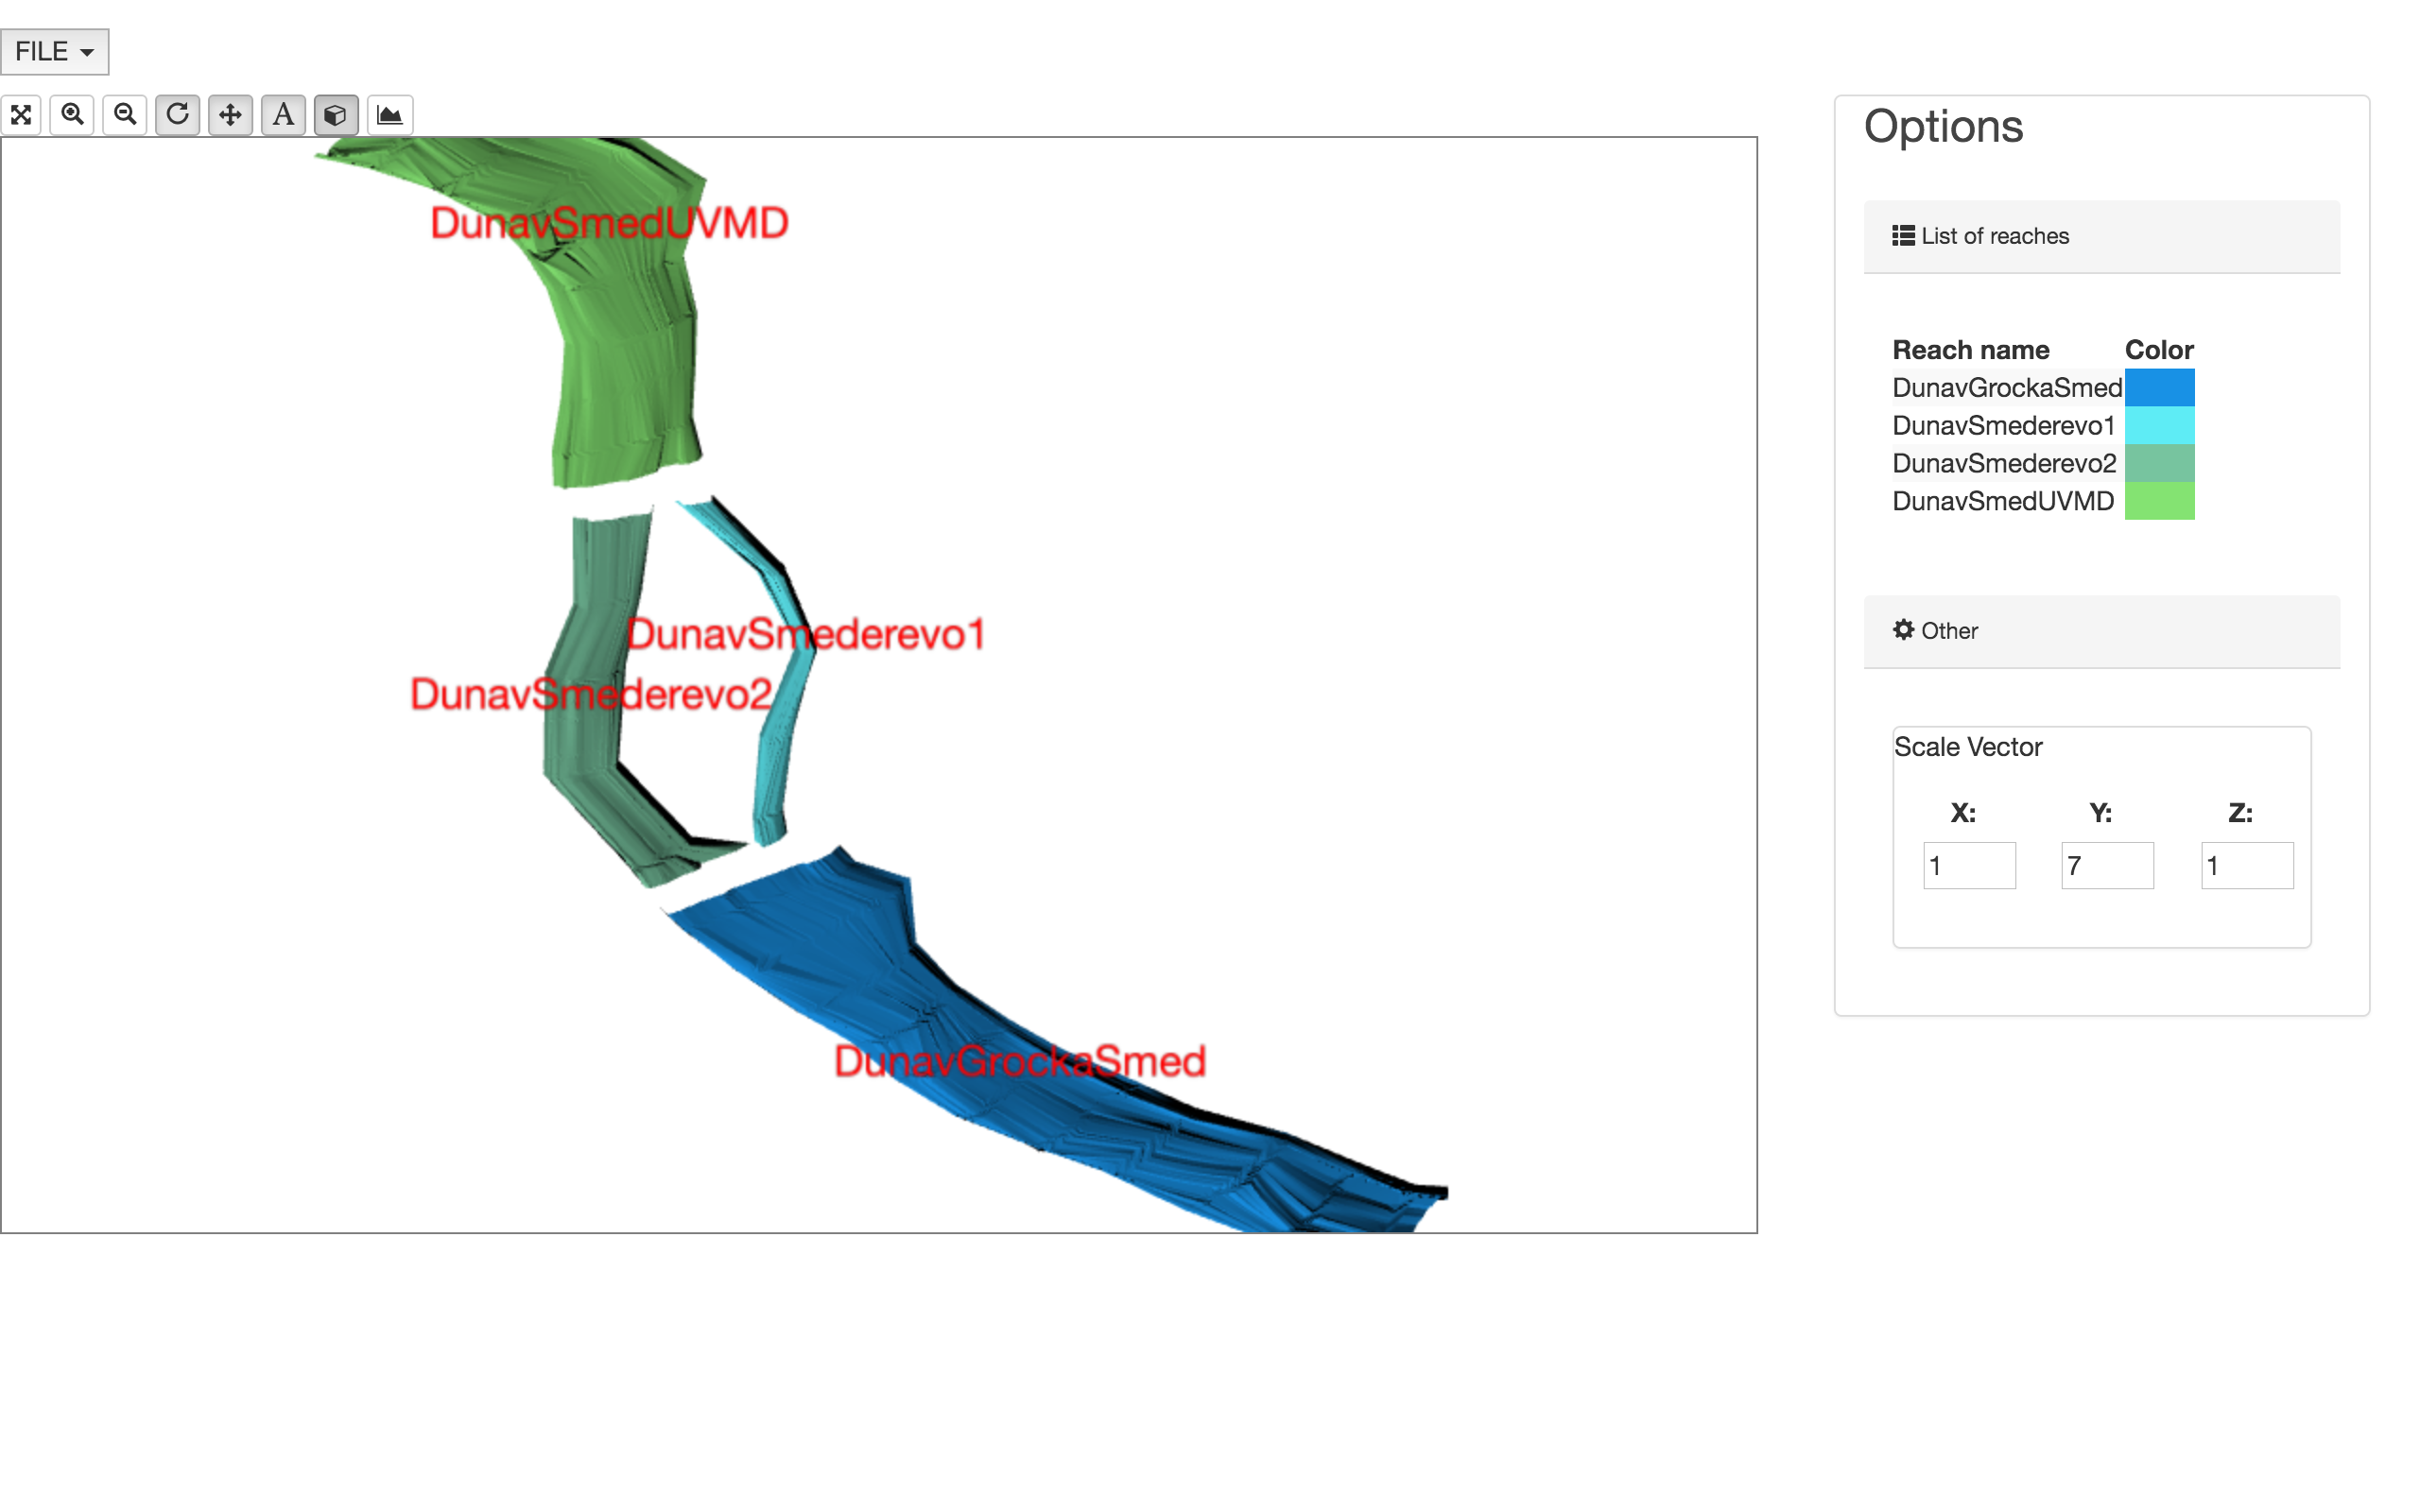 FILE
A
Options
DunavSmedUVMD
List of reaches
Reach name Color
DunavGrockaSmed
DunavSmederevo1
DunavSmederevo2
DunavSmedUVMD
DunavSmederevo1
Other
DunavSmederevo2
Scale Vector
X: Y: Z:
1 7 1
DunavGrockaSmed